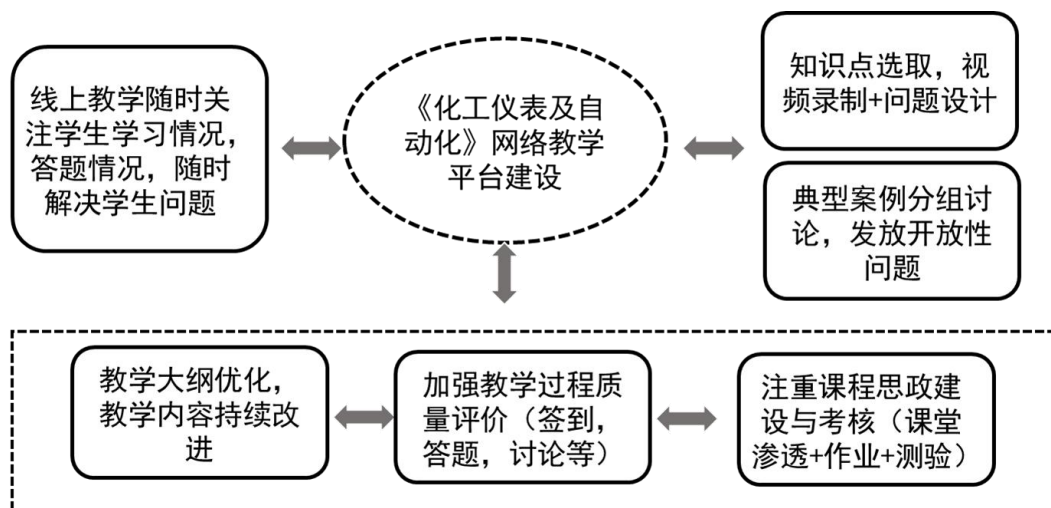 线上教学随时关
注学生学习情况，
答题情况，随时
解决学生问题
《化工仪表及自
动化》网络教学
平台建设
知识点选取，视
频录制+问题设计
典型案例分组讨
论，发放开放性
问题
教学大纲优化，
教学内容持续改
进
加强教学过程质
量评价（签到，
答题，讨论等）
注重课程思政建
设与考核（课堂
渗透+作业+测验）